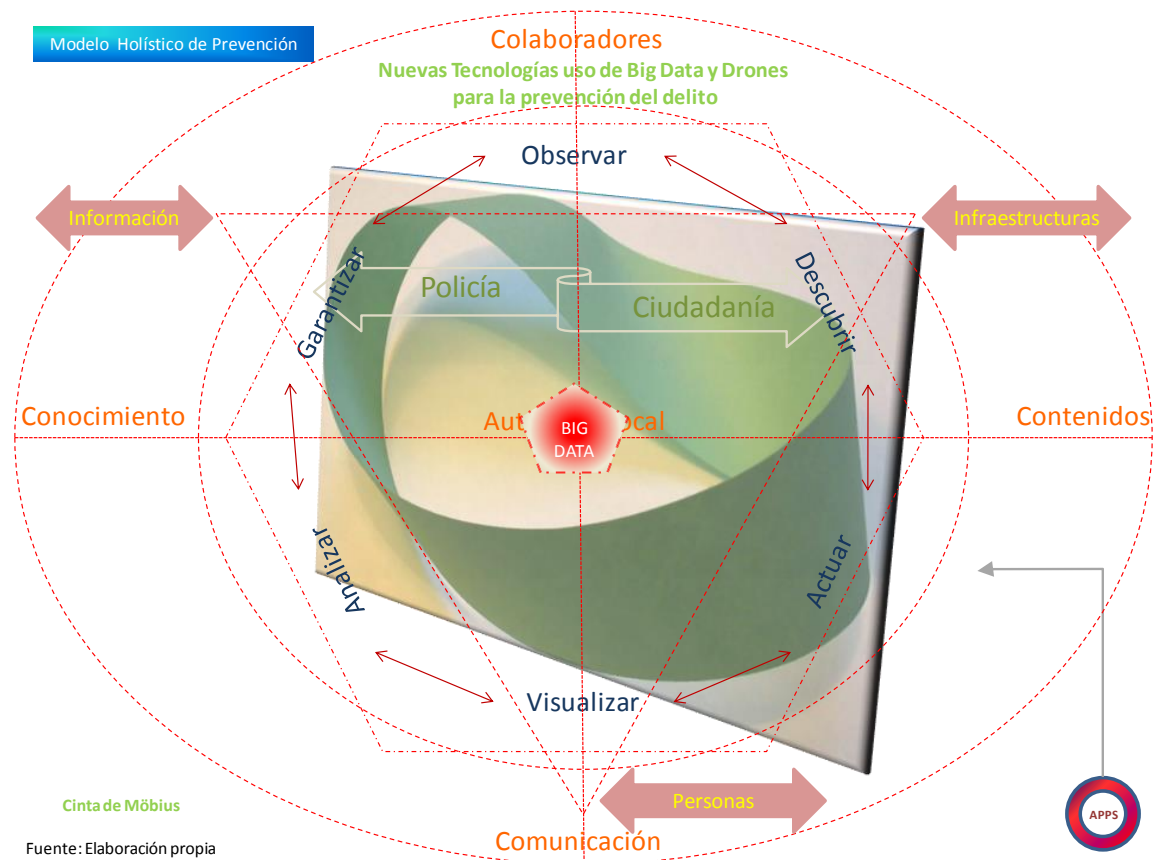 Modelo Holístico de Prevención
Colaboradores
Nuevas Tecnologías uso de Big Data y Drones
para la prevención del delito
Observar
Información
Infraestructuras
Garantizar
Descubrir
Policía
Ciudadanía
Conocimiento
Contenidos
Aut
ocal
BIG
DATA
Analizar
Actuar
Visualizar
Personas
Cinta de Möbius
APPS
Comunicación
Fuente: Elaboración propia